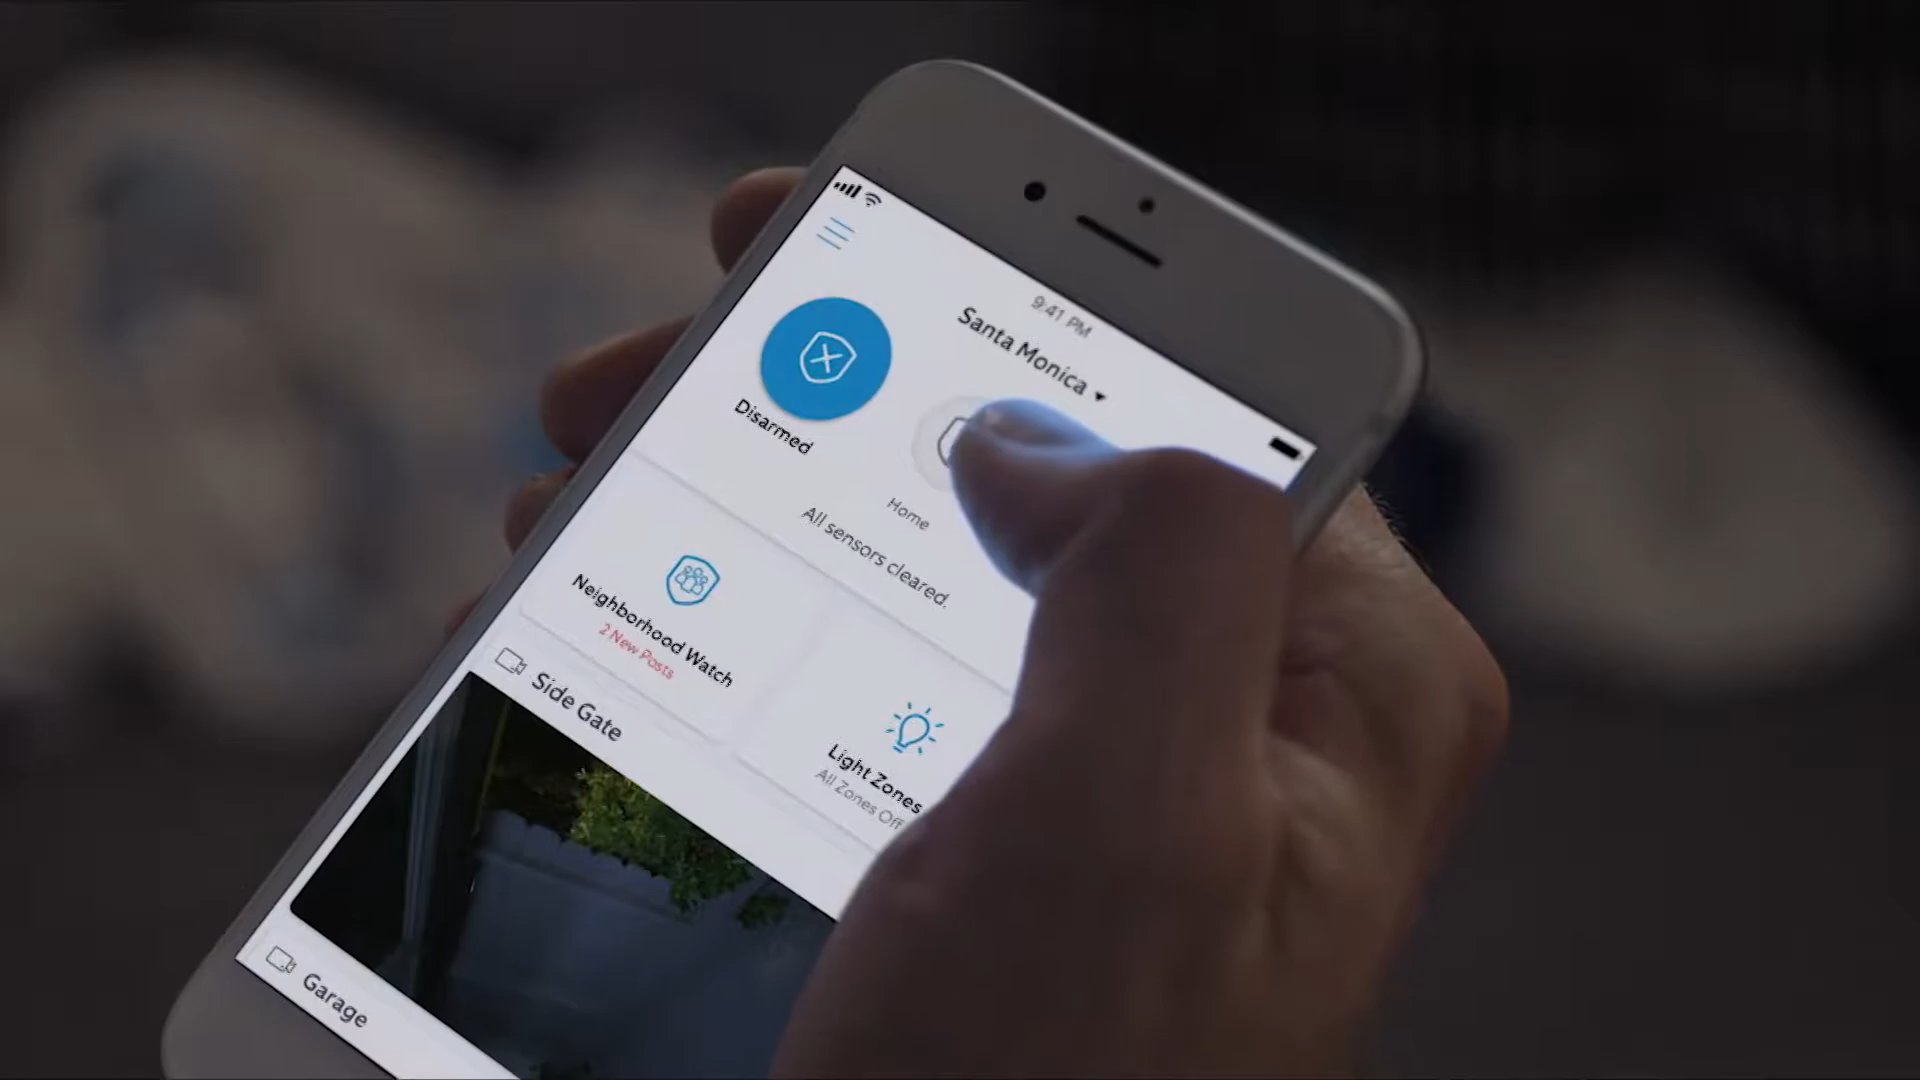 9:41 PM
Santa Monica
Disarmed
Home
All sensors cleared.
Neighborhood Watch
2 New Posts
Light Zones
All Zones Off
Side Gate
Garage